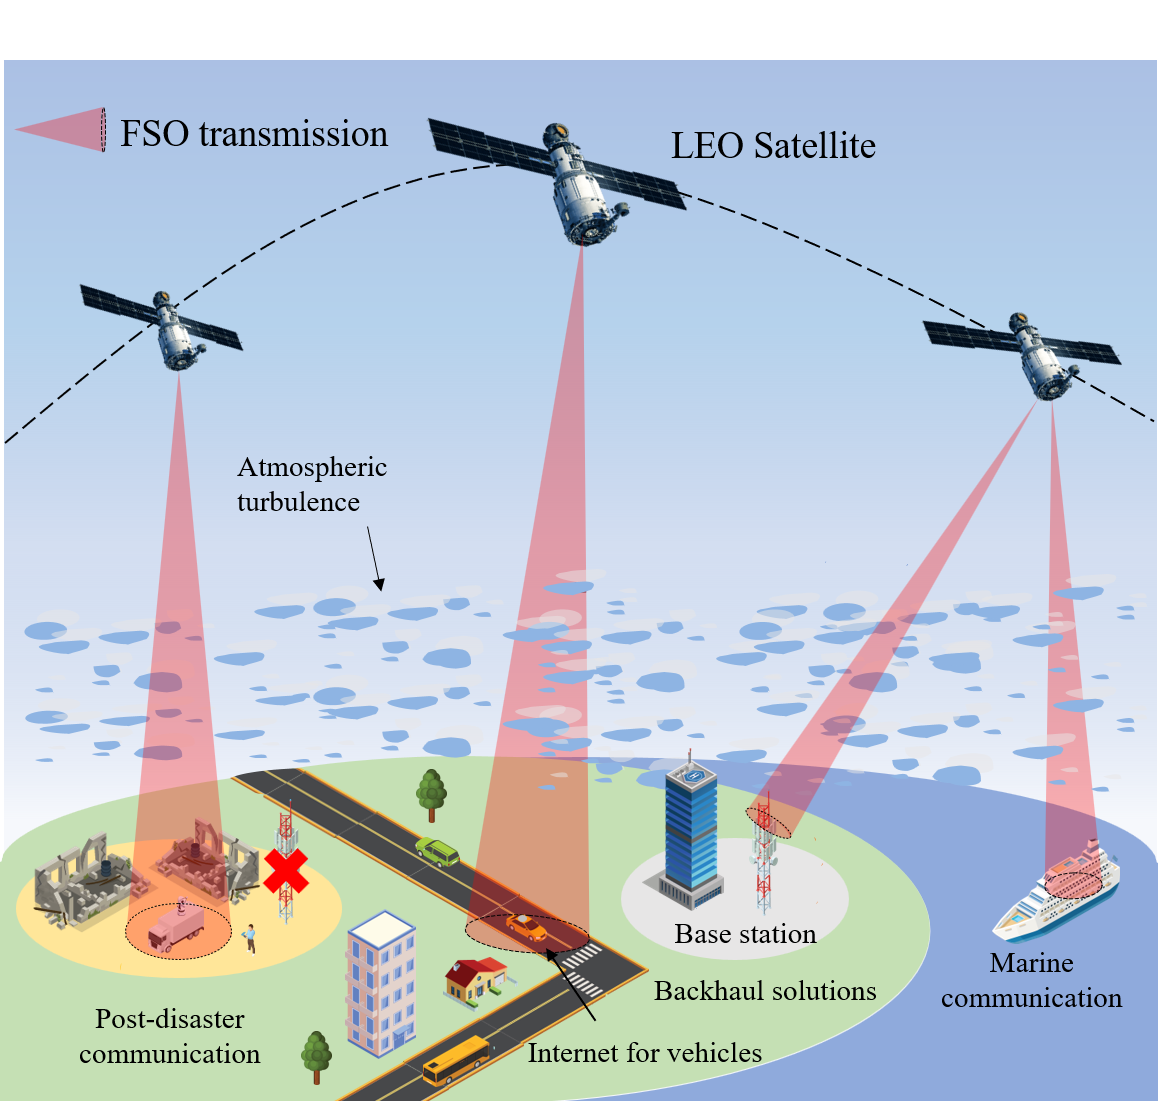 FSO transmission
LEO Satellite
Atmospheric
turbulence
H
Base station
Marine
communication
Backhaul solutions
Post-disaster
communication
Internet for vehicles